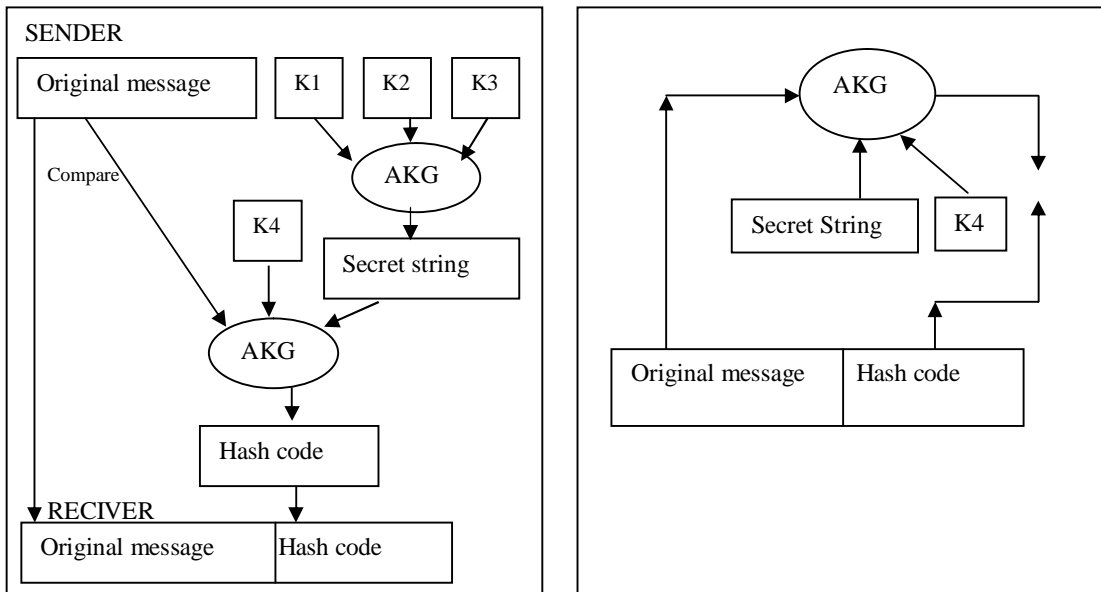 SENDER
Original message
K1
K2
K3
Compare
AKG
K4
Secret string
AKG
Hash code
RECIVER
Original message
Hash code
AKG
Secret String
K4
Original message
Hash code